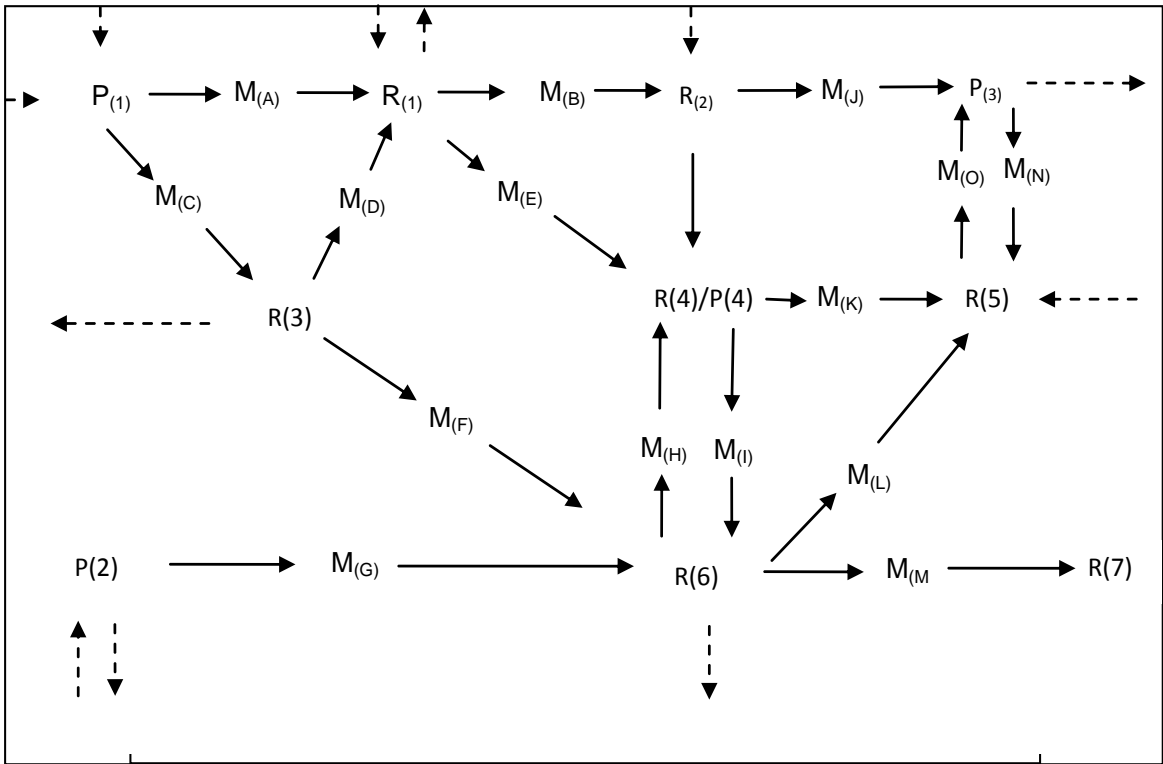 P(1) M(A) R(1) M(B) R(2) M(J) P(3)
M(O) M(N)
M(C) M(D) M(E)
R(4)/P(4) M(K) R(5)
R(3)
M(F)
M(H) M(I)
M(L)
P(2) M(G) R(6) M(M R(7)